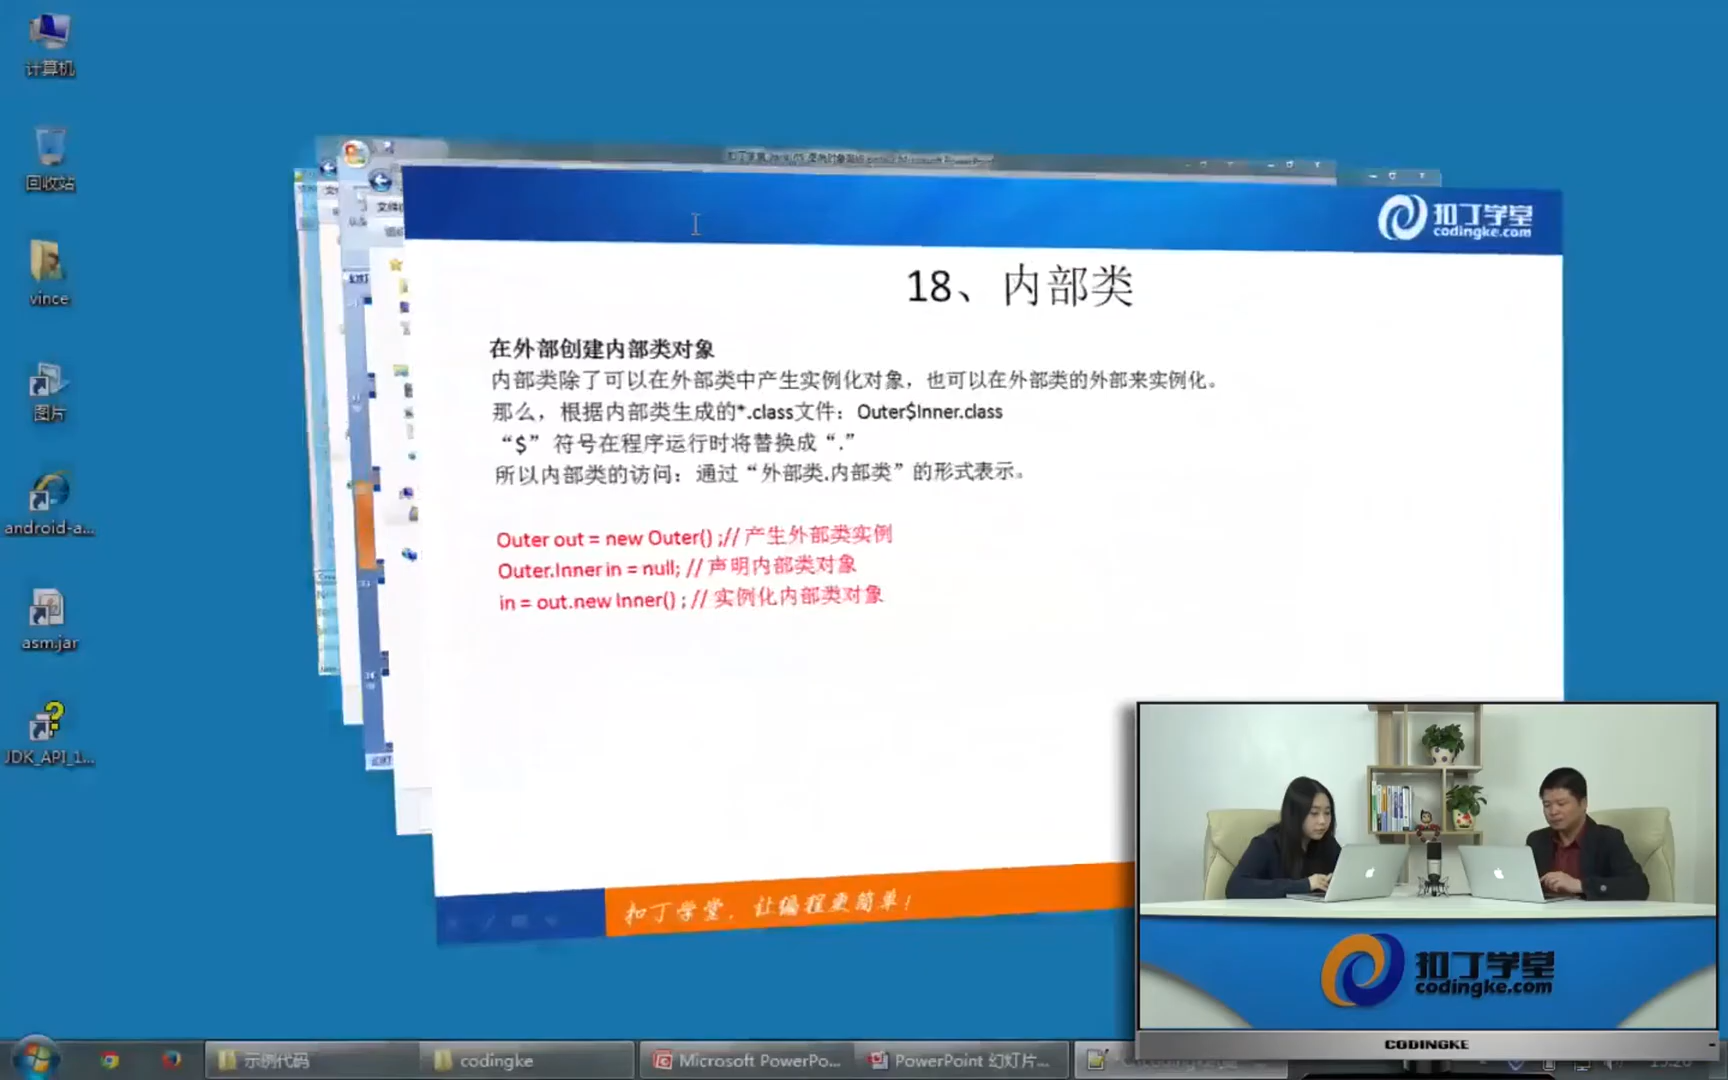 计算机
回收站
vince
图片
android-a...
asm.jar
JDK_API_1...
扣丁学堂
codingke.com
18、内部类
在外部创建内部类对象
内部类除了可以在外部类中产生实例化对象，也可以在外部类的外部来实例化。
那么，根据内部类生成的*.class文件：Outer$Inner.class
“$” 符号在程序运行时将替换成“.”
所以内部类的访问：通过“外部类.内部类”的形式表示。
Outer out = new Outer() ;// 产生外部类实例
Outer.Inner in = null; // 声明内部类对象
in = out.new Inner() ; // 实例化内部类对象
扣丁学堂，让编程更简单！
扣丁学堂
codingke.com
CODINGKE
示例代码
codingke
Microsoft PowerPo...
PowerPoint 幻灯片...